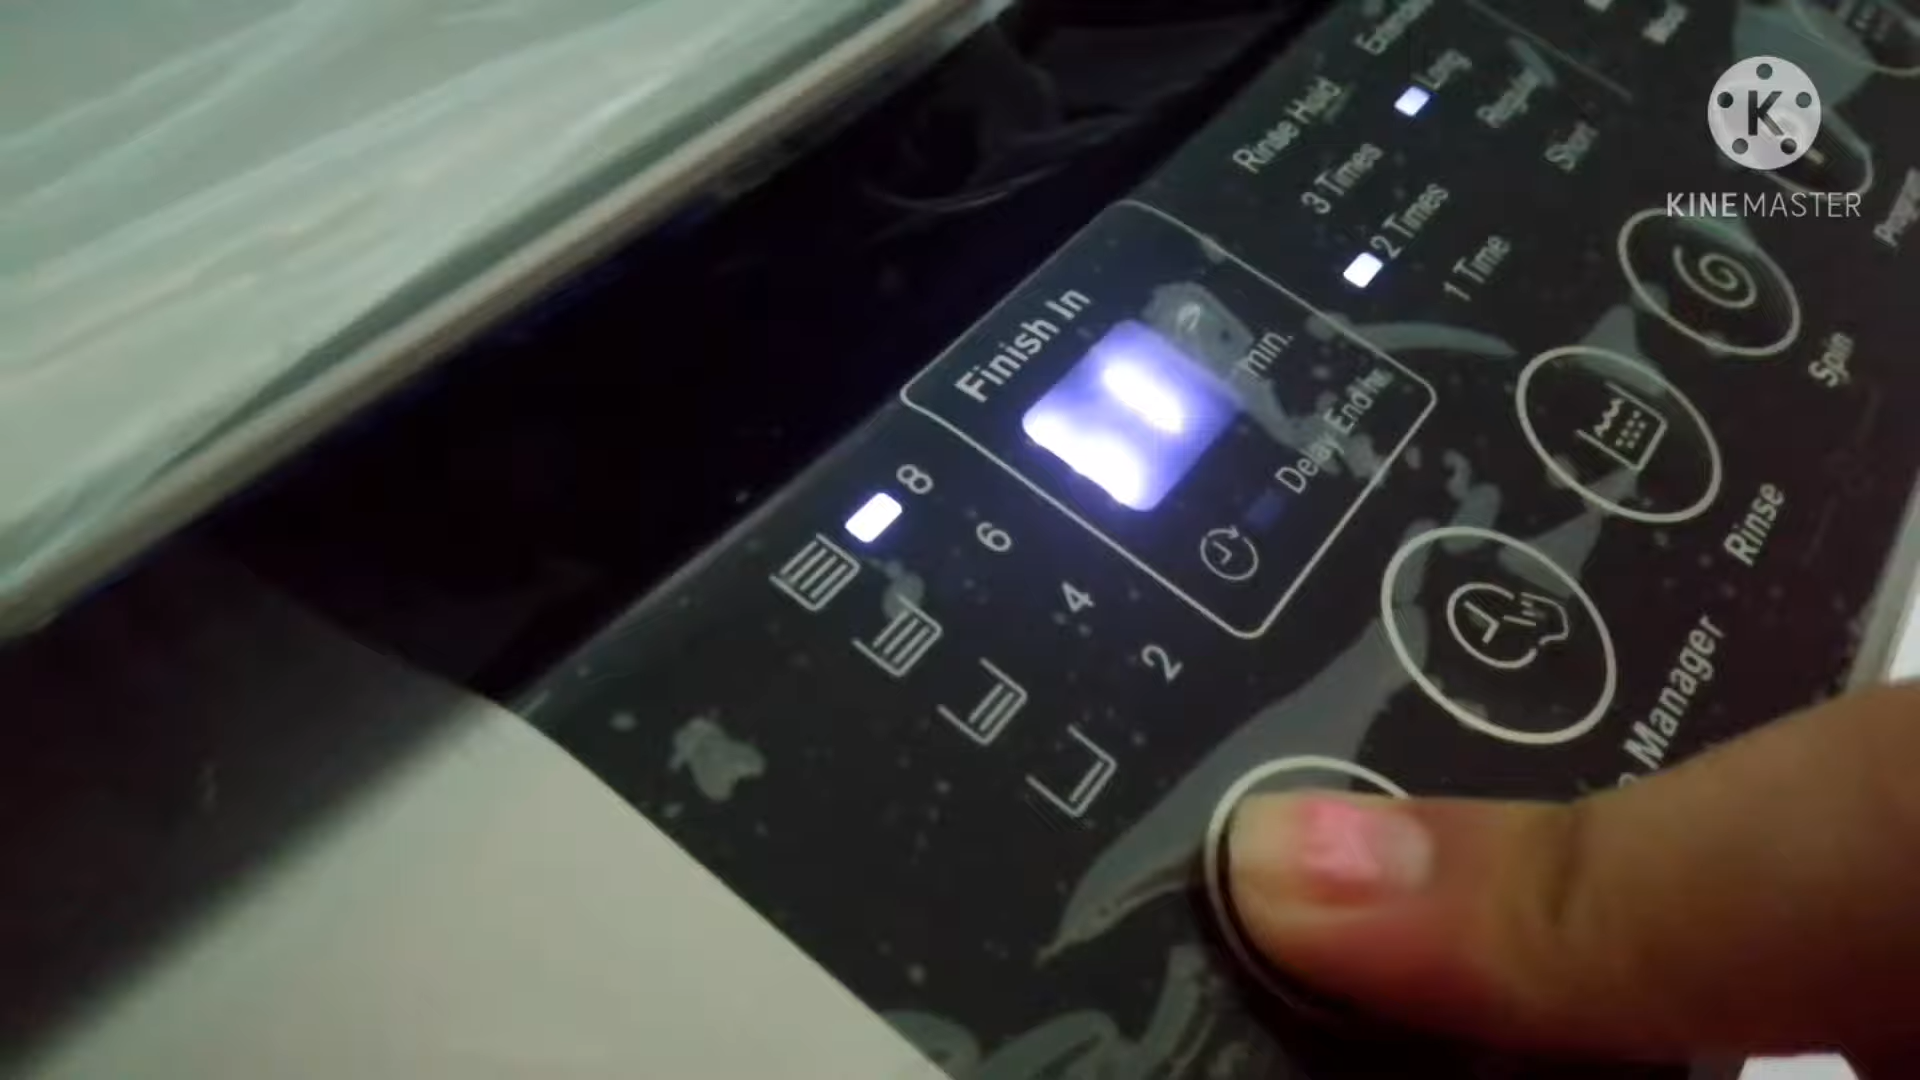 Rinse Hold
Long
Regular
Short
3 Times
2 Times
1 Time
Finish In
min.
Delay End hr.
8
6
4
2
Spin
Rinse
Manager
K
KINEMASTER